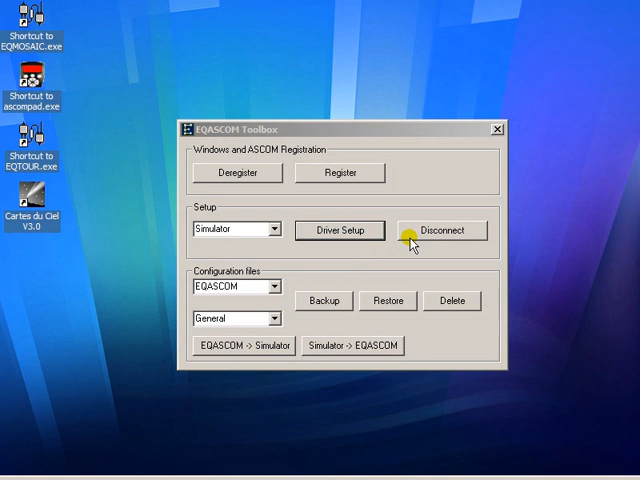 Shortcut to
EQMOSAIC.exe
Shortcut to
ascompad.exe
Shortcut to
EQTOUR.exe
Cartes du Ciel
V3.0
EQASCOM Toolbox
Windows and ASCOM Registration
Deregister
Register
Setup
Simulator
Driver Setup
Disconnect
Configuration files
EQASCOM
General
Backup
Restore
Delete
EQASCOM -> Simulator
Simulator -> EQASCOM